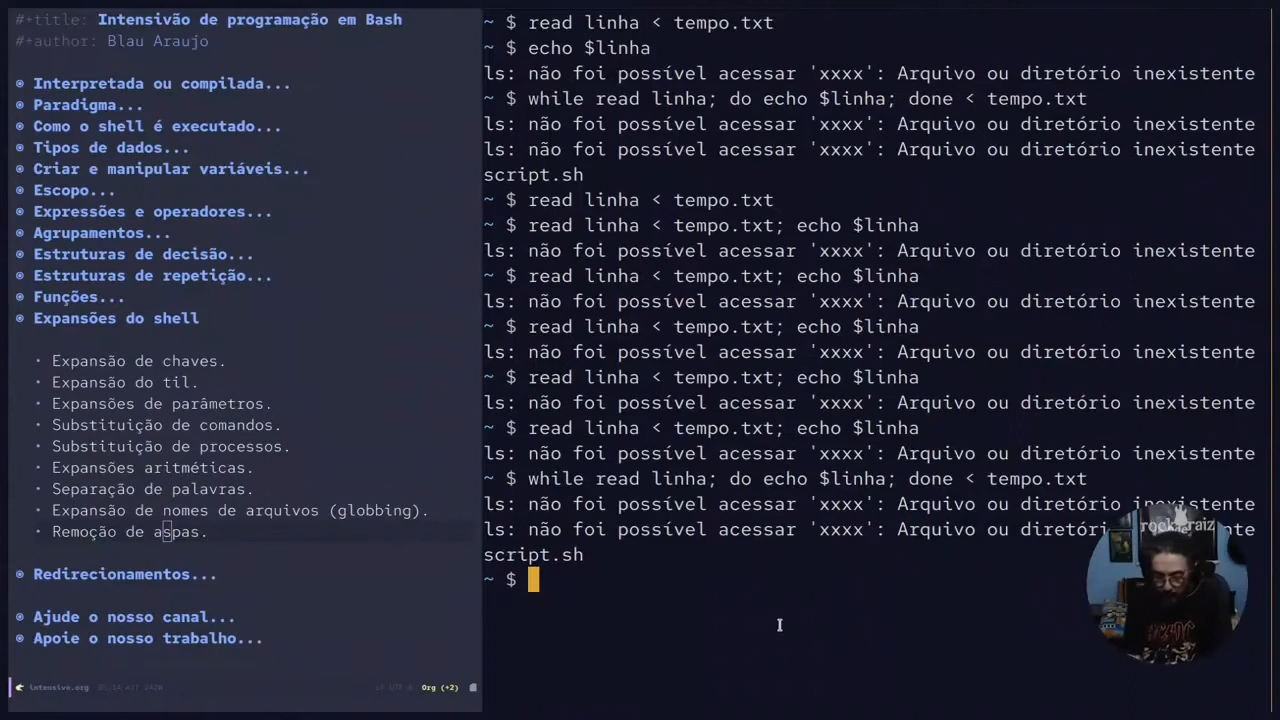 #+title: Intensivão de programação em Bash
#+author: Blau Araujo
Interpretada ou compilada...
Paradigma...
Como o shell é executado...
Tipos de dados...
Criar e manipular variáveis...
Escopo...
Expressões e operadores...
Agrupamentos...
Estruturas de decisão...
Estruturas de repetição...
Funções...
Expansões do shell
• Expansão de chaves.
• Expansão do til.
• Expansões de parâmetros.
• Substituição de comandos.
• Substituição de processos.
• Expansões aritméticas.
• Separação de palavras.
• Expansão de nomes de arquivos (globbing).
• Remoção de aspas.
Redirecionamentos...
Ajude o nosso canal...
Apoie o nosso trabalho...
intensivo.org
Org (+2)
~ $ read linha < tempo.txt
~ $ echo $linha
ls: não foi possível acessar 'xxxx': Arquivo ou diretório inexistente
~ $ while read linha; do echo $linha; done < tempo.txt
ls: não foi possível acessar 'xxxx': Arquivo ou diretório inexistente
ls: não foi possível acessar 'xxxx': Arquivo ou diretório inexistente
script.sh
~ $ read linha < tempo.txt
~ $ read linha < tempo.txt; echo $linha
ls: não foi possível acessar 'xxxx': Arquivo ou diretório inexistente
~ $ read linha < tempo.txt; echo $linha
ls: não foi possível acessar 'xxxx': Arquivo ou diretório inexistente
~ $ read linha < tempo.txt; echo $linha
ls: não foi possível acessar 'xxxx': Arquivo ou diretório inexistente
~ $ read linha < tempo.txt; echo $linha
ls: não foi possível acessar 'xxxx': Arquivo ou diretório inexistente
~ $ read linha < tempo.txt; echo $linha
ls: não foi possível acessar 'xxxx': Arquivo ou diretório inexistente
~ $ while read linha; do echo $linha; done < tempo.txt
ls: não foi possível acessar 'xxxx': Arquivo ou diretório inexistente
ls: não foi possível acessar 'xxxx': Arquivo ou diretório inexistente
script.sh
~ $